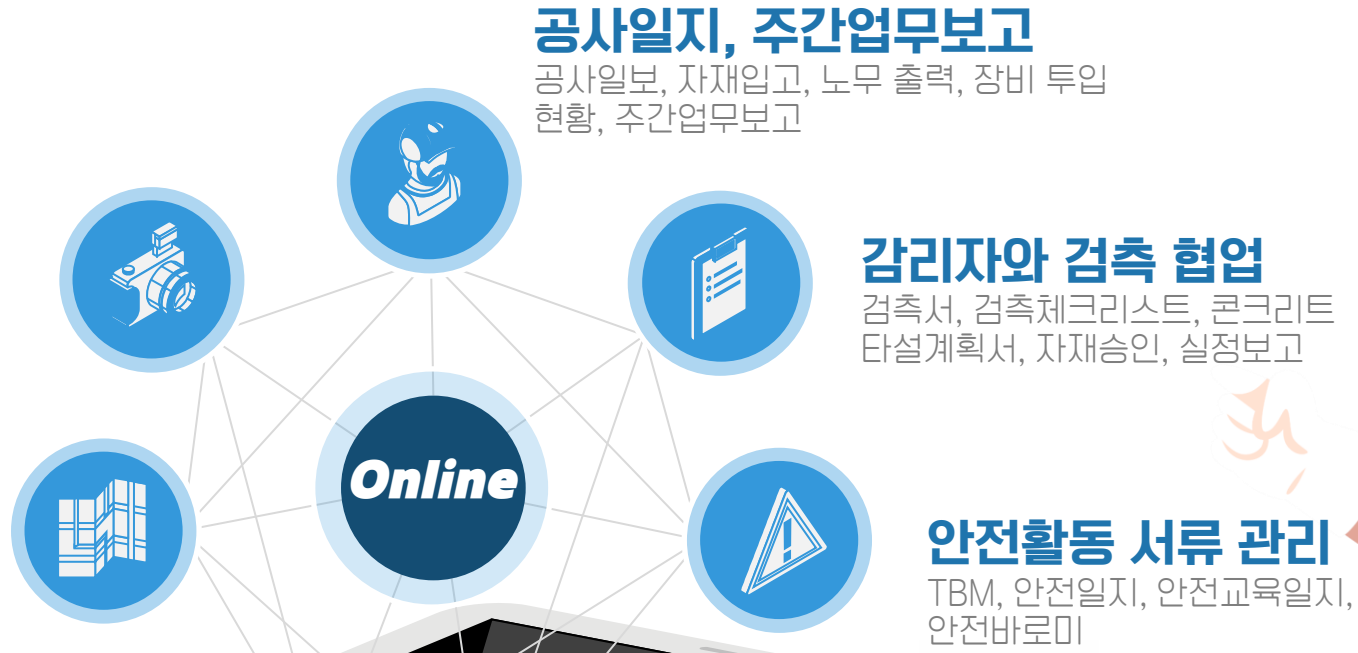 공사일지, 주간업무보고
공사일보, 자재입고, 노무 출력, 장비 투입
현황, 주간업무보고
감리자와 검측 협업
검측서, 검측체크리스트, 콘크리트
타설계획서, 자재승인, 실정보고
Online
안전활동 서류 관리
TBM, 안전일지, 안전교육일지,
안전바로미